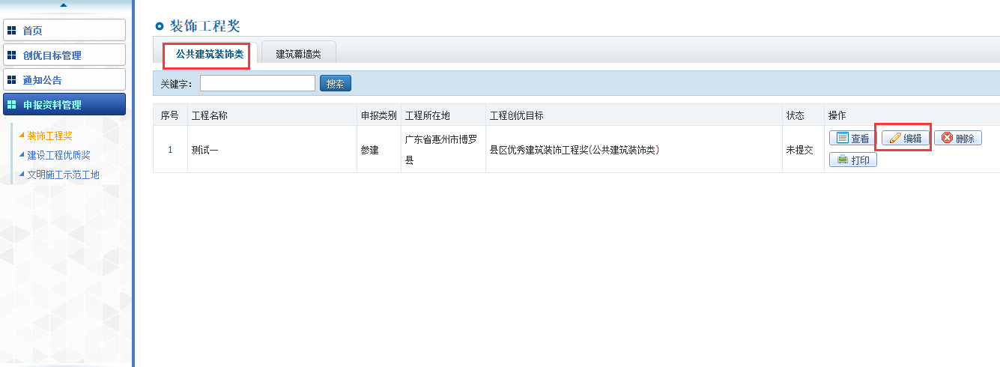 首页
创优目标管理
通知公告
申报资料管理
装饰工程奖
建设工程优质奖
文明施工示范工地
装饰工程奖
公共建筑装饰类 建筑幕墙类
关键字： 搜索
序号 工程名称 申报类别 工程所在地 工程创优目标 状态 操作
1 测试一 参建 广东省惠州市博罗县 县区优秀建筑装饰工程奖(公共建筑装饰类) 未提交 查看 编辑 删除
打印